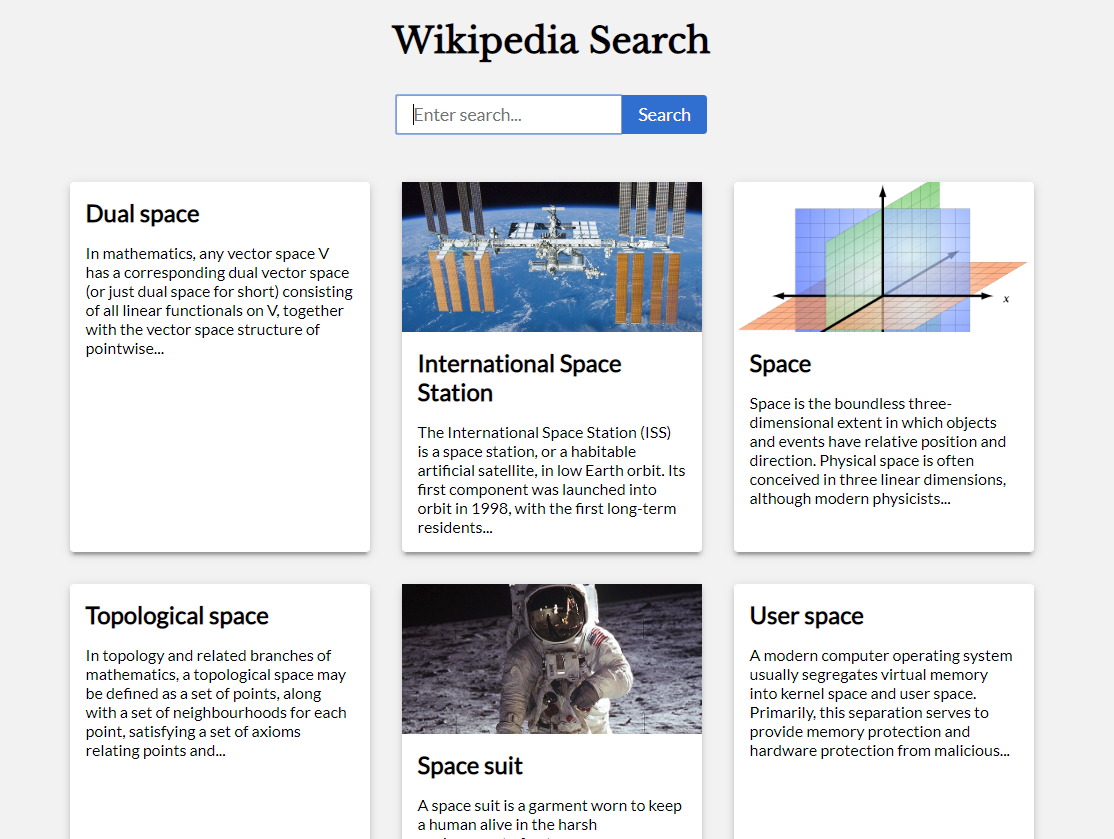 Wikipedia Search
Enter search...
Search
Dual space
In mathematics, any vector space V
has a corresponding dual vector space
(or just dual space for short) consisting
of all linear functionals on V, together
with the vector space structure of
pointwise...
International Space
Station
The International Space Station (ISS)
is a space station, or a habitable
artificial satellite, in low Earth orbit. Its
first component was launched into
orbit in 1998, with the first long-term
residents...
x
Space
Space is the boundless three-
dimensional extent in which objects
and events have relative position and
direction. Physical space is often
conceived in three linear dimensions,
although modern physicists...
Topological space
In topology and related branches of
mathematics, a topological space may
be defined as a set of points, along
with a set of neighbourhoods for each
point, satisfying a set of axioms
relating points and...
Space suit
A space suit is a garment worn to keep
a human alive in the harsh
User space
A modern computer operating system
usually segregates virtual memory
into kernel space and user space.
Primarily, this separation serves to
provide memory protection and
hardware protection from malicious...